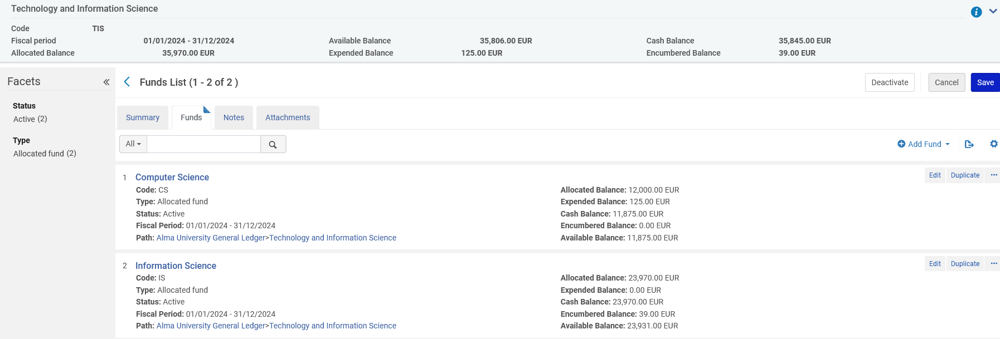 Technology and Information Science
Code TIS
Fiscal period 01/01/2024 - 31/12/2024 Available Balance 35,806.00 EUR Cash Balance 35,845.00 EUR
Allocated Balance 35,970.00 EUR Expended Balance 125.00 EUR Encumbered Balance 39.00 EUR
Facets
Status
Active (2)
Type
Allocated fund (2)
Funds List (1 - 2 of 2 )
Deactivate Cancel Save
Summary Funds Notes Attachments
All
Add Fund
1 Computer Science
Edit Duplicate ...
Code: CS Allocated Balance: 12,000.00 EUR
Type: Allocated fund Expended Balance: 125.00 EUR
Status: Active Cash Balance: 11,875.00 EUR
Fiscal Period: 01/01/2024 - 31/12/2024 Encumbered Balance: 0.00 EUR
Path: Alma University General Ledger>Technology and Information Science Available Balance: 11,875.00 EUR
2 Information Science
Edit Duplicate ...
Code: IS Allocated Balance: 23,970.00 EUR
Type: Allocated fund Expended Balance: 0.00 EUR
Status: Active Cash Balance: 23,970.00 EUR
Fiscal Period: 01/01/2024 - 31/12/2024 Encumbered Balance: 39.00 EUR
Path: Alma University General Ledger>Technology and Information Science Available Balance: 23,931.00 EUR